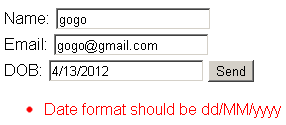 Name: gogo
Email: gogo@gmail.com
DOB: 4/13/2012 Send
• Date format should be dd/MM/yyyy